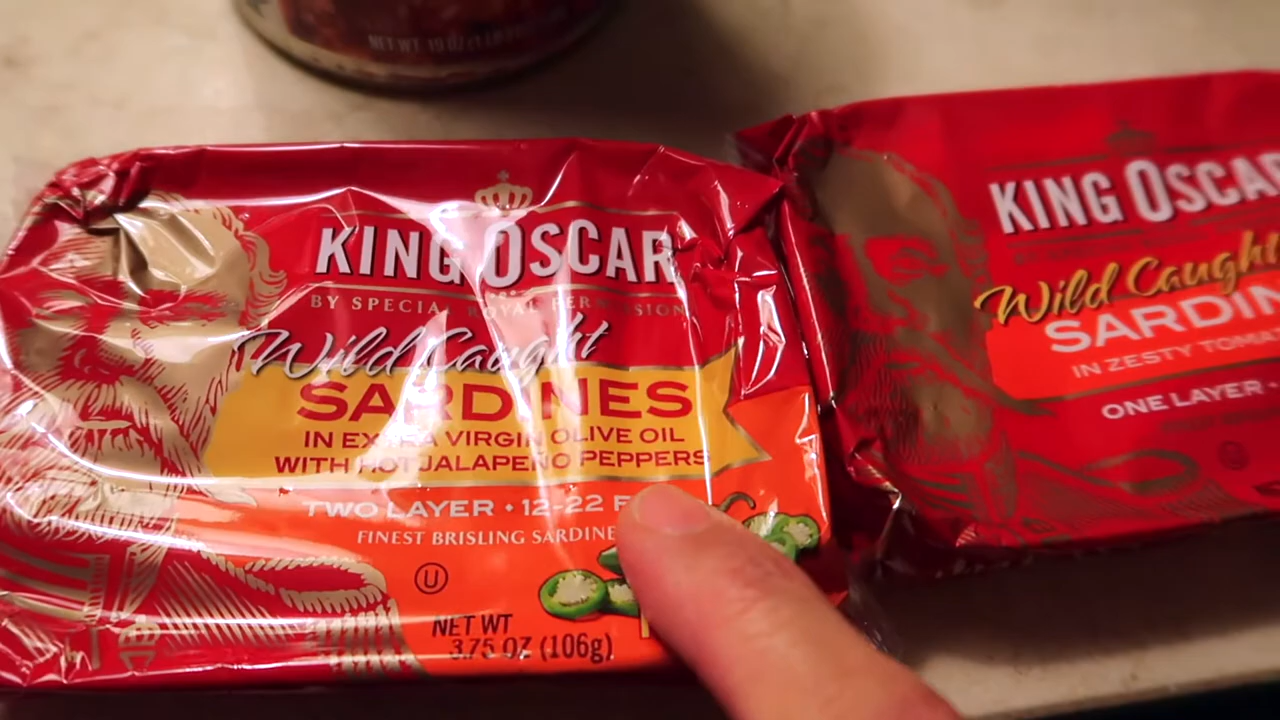 NET WT
KING OSCAR
BY SPECIAL ROYAL PERMISSION
Wild Caught
SARDINES
IN EXTRA VIRGIN OLIVE OIL
WITH HOT JALAPEÑO PEPPERS
TWO LAYER • 12-22 F
FINEST BRISLING SARDINE
U
NET WT
3.75 OZ (106g)
KING OSCAR
Wild Caught
SARDIN
IN ZESTY TOMAT
ONE LAYER •